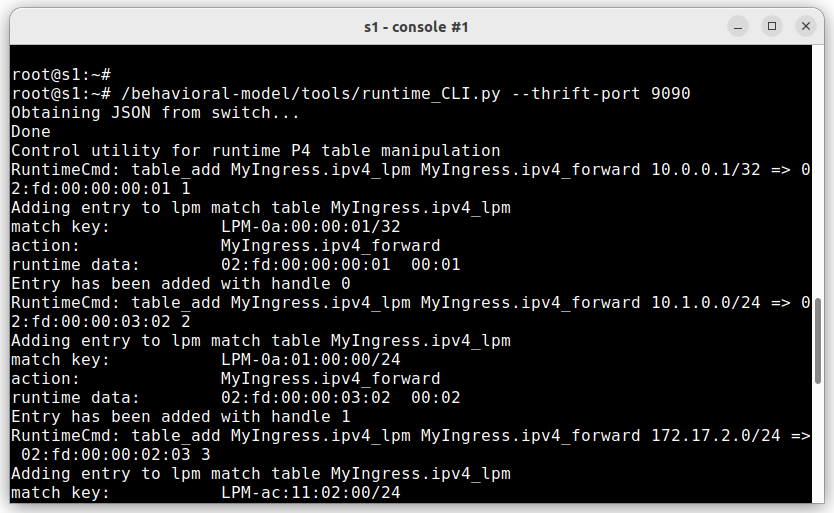 s1 - console #1
root@s1:~#
root@s1:~# /behavioral-model/tools/runtime_CLI.py --thrift-port 9090
Obtaining JSON from switch...
Done
Control utility for runtime P4 table manipulation
RuntimeCmd: table_add MyIngress.ipv4_lpm MyIngress.ipv4_forward 10.0.0.1/32 => 0
2:fd:00:00:00:01 1
Adding entry to lpm match table MyIngress.ipv4_lpm
match key:           LPM-0a:00:00:01/32
action:              MyIngress.ipv4_forward
runtime data:        02:fd:00:00:00:01  00:01
Entry has been added with handle 0
RuntimeCmd: table_add MyIngress.ipv4_lpm MyIngress.ipv4_forward 10.1.0.0/24 => 0
2:fd:00:00:03:02 2
Adding entry to lpm match table MyIngress.ipv4_lpm
match key:           LPM-0a:01:00:00/24
action:              MyIngress.ipv4_forward
runtime data:        02:fd:00:00:03:02  00:02
Entry has been added with handle 1
RuntimeCmd: table_add MyIngress.ipv4_lpm MyIngress.ipv4_forward 172.17.2.0/24 =>
 02:fd:00:00:02:03 3
Adding entry to lpm match table MyIngress.ipv4_lpm
match key:           LPM-ac:11:02:00/24